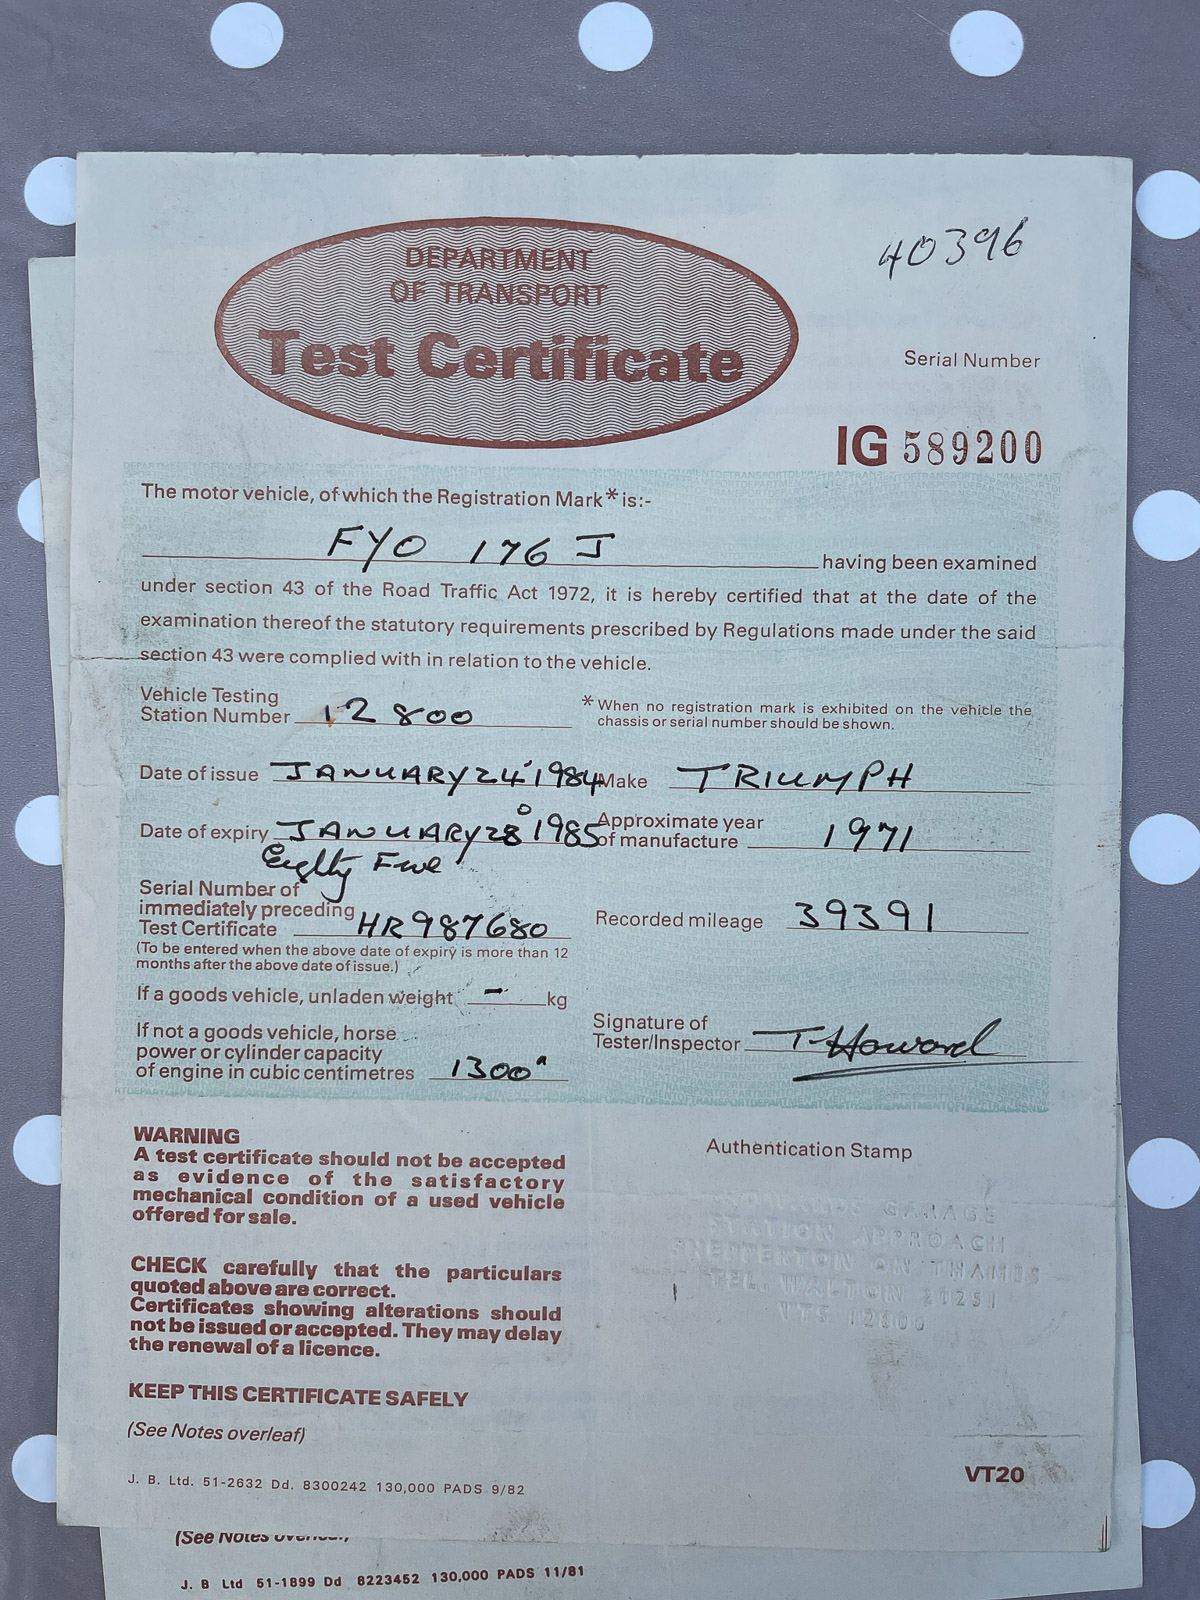 40396
DEPARTMENT
OF TRANSPORT
Test Certificate
Serial Number
IG 589200
The motor vehicle, of which the Registration Mark* is:-
FYO 176 J having been examined
under section 43 of the Road Traffic Act 1972, it is hereby certified that at the date of the
examination thereof the statutory requirements prescribed by Regulations made under the said
section 43 were complied with in relation to the vehicle.
Vehicle Testing
Station Number 12800
* When no registration mark is exhibited on the vehicle the
chassis or serial number should be shown.
Date of issue JANUARY 24 1984
Make TRIUMPH
Date of expiry JANUARY 28 1985
Eighty Five
Approximate year
of manufacture 1971
Serial Number of
immediately preceding
Test Certificate HR987680
(To be entered when the above date of expiry is more than 12
months after the above date of issue.)
Recorded mileage 39391
If a goods vehicle, unladen weight - kg
If not a goods vehicle, horse
power or cylinder capacity
of engine in cubic centimetres 1300
Signature of
Tester/Inspector T. Howard
WARNING
A test certificate should not be accepted
as evidence of the satisfactory
mechanical condition of a used vehicle
offered for sale.
CHECK carefully that the particulars
quoted above are correct.
Certificates showing alterations should
not be issued or accepted. They may delay
the renewal of a licence.
KEEP THIS CERTIFICATE SAFELY
(See Notes overleaf)
J. B. Ltd. 51-2632 Dd. 8300242 130,000 PADS 9/82
Authentication Stamp
GARAGE
STATION APPROACH
SHEPPERTON ON THAMES
TEL. WALTON 20251
VTS 12800
VT20
(See Notes overleaf)
J. B Ltd 51-1899 Dd 8223452 130,000 PADS 11/81